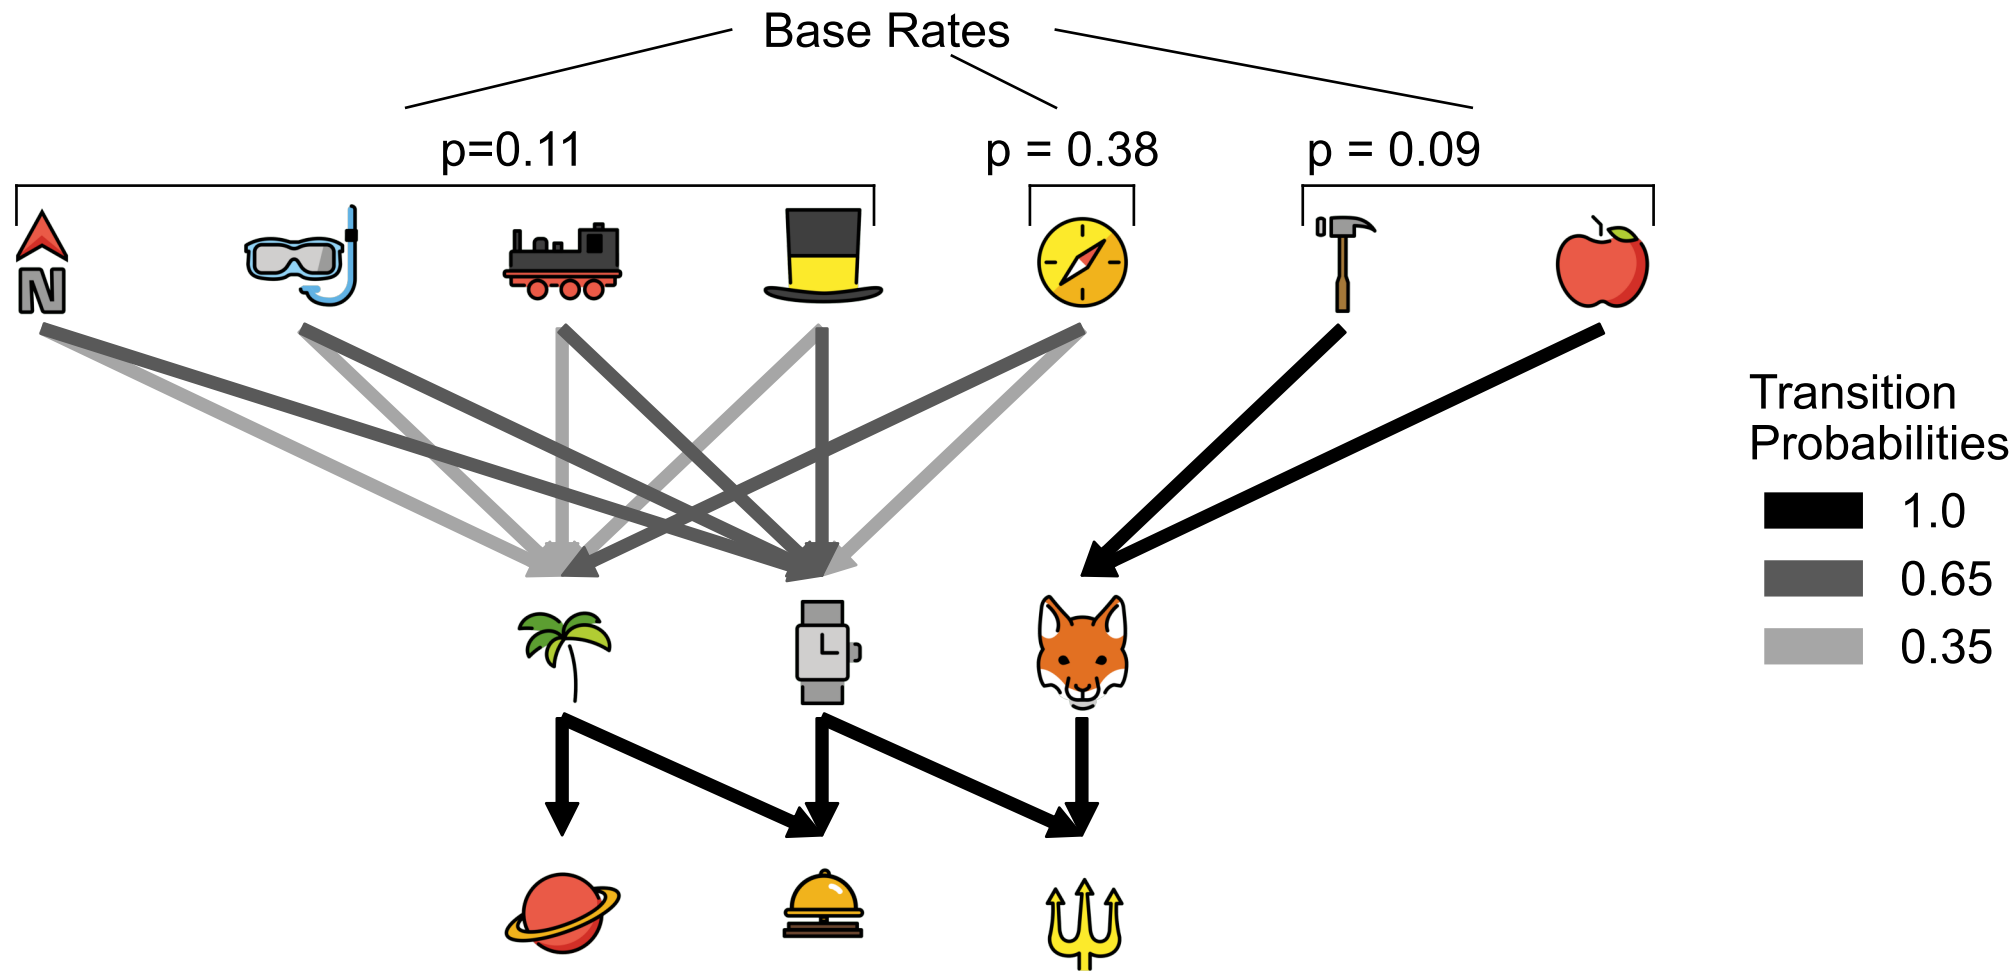 Base Rates
p=0.11
p = 0.38
p = 0.09
N
Transition
Probabilities
1.0
0.65
0.35